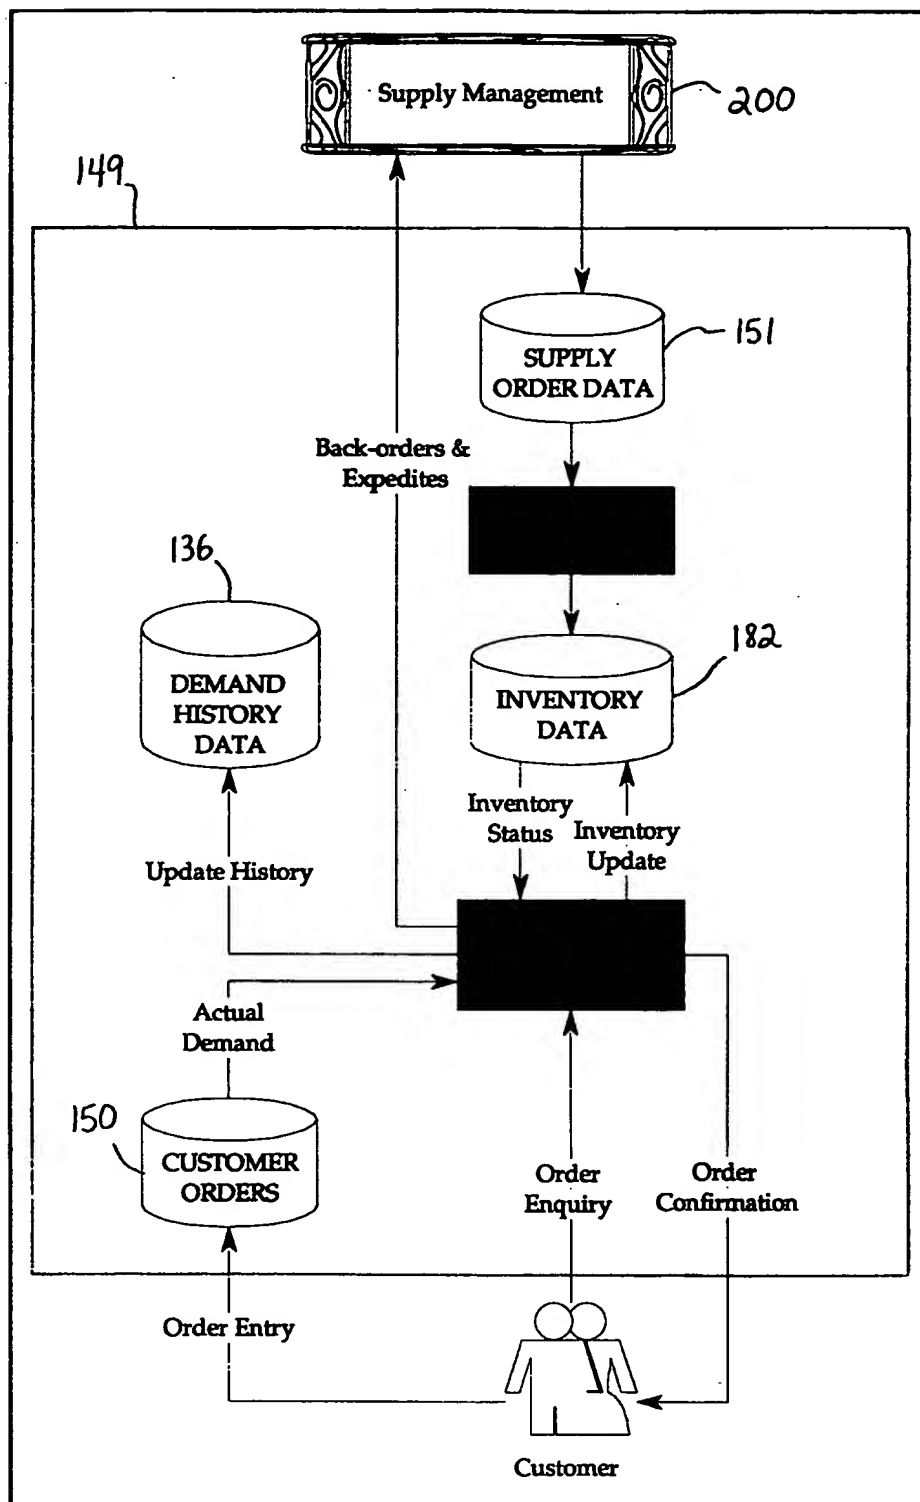 Supply Management
200
149
151
SUPPLY
ORDER DATA
Back-orders &
Expedites
136
182
DEMAND
HISTORY
DATA
INVENTORY
DATA
Inventory
Status
Inventory
Update
Update History
Actual
Demand
150
CUSTOMER
ORDERS
Order
Enquiry
Order
Confirmation
Order Entry
Customer